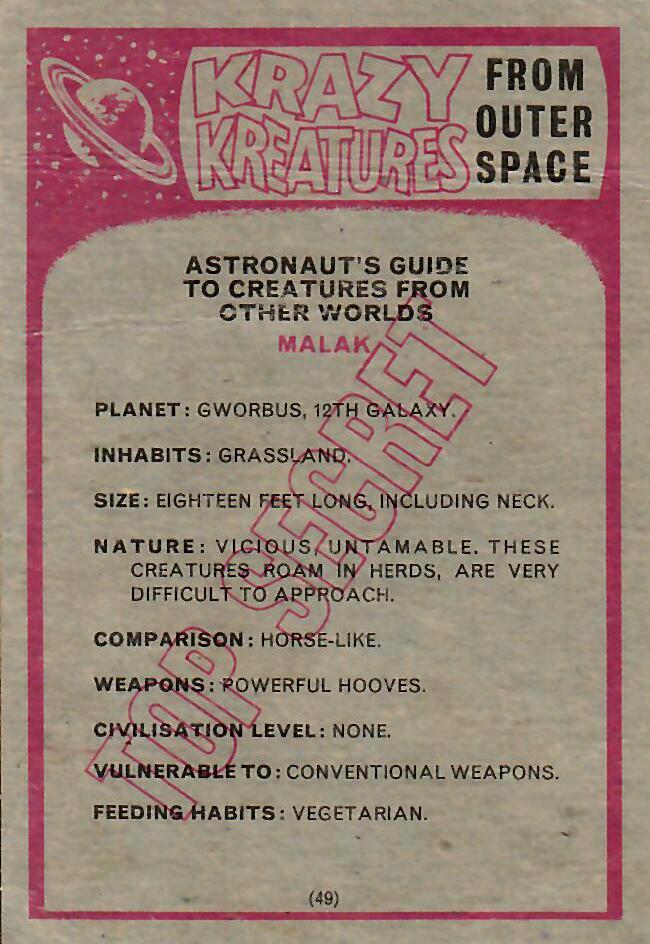 KRAZY
KREATURES
FROM
OUTER
SPACE
ASTRONAUT'S GUIDE
TO CREATURES FROM
OTHER WORLDS
MALAK
PLANET: GWORBUS, 12TH GALAXY.
INHABITS: GRASSLAND.
SIZE: EIGHTEEN FEET LONG, INCLUDING NECK.
NATURE: VICIOUS, UNTAMABLE. THESE
CREATURES ROAM IN HERDS, ARE VERY
DIFFICULT TO APPROACH.
COMPARISON: HORSE-LIKE.
WEAPONS: POWERFUL HOOVES.
CIVILISATION LEVEL: NONE.
VULNERABLE TO: CONVENTIONAL WEAPONS.
FEEDING HABITS: VEGETARIAN.
TOP SECRET
(49)